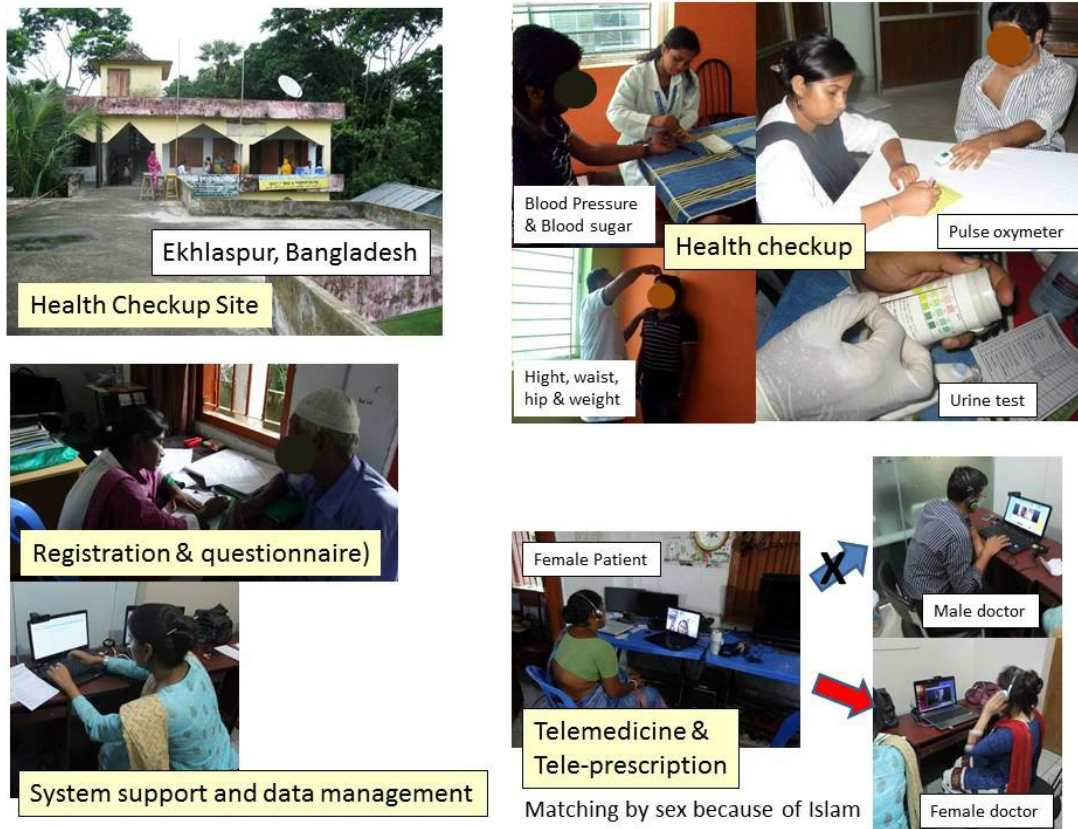 Ekhlaspur, Bangladesh
Health Checkup Site
Blood Pressure
& Blood sugar
Health checkup
Pulse oxymeter
Hight, waist,
hip & weight
Urine test
Registration & questionnaire)
System support and data management
Female Patient
X
Male doctor
Telemedicine &
Tele-prescription
Matching by sex because of Islam
Female doctor